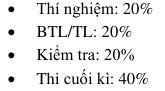 • Thí nghiệm: 20%
• BTL/TL: 20%
• Kiểm tra: 20%
• Thi cuối kì: 40%